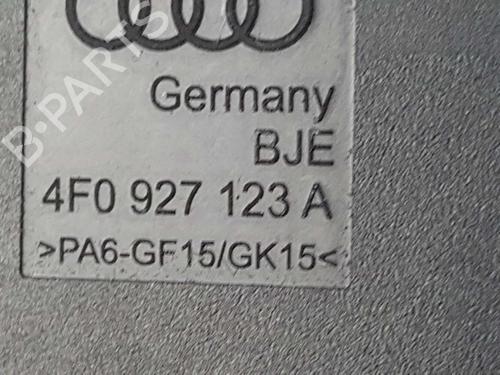 B-PARTS
Germany
BJE
4F0 927 123 A
>PA6-GF15/GK15<